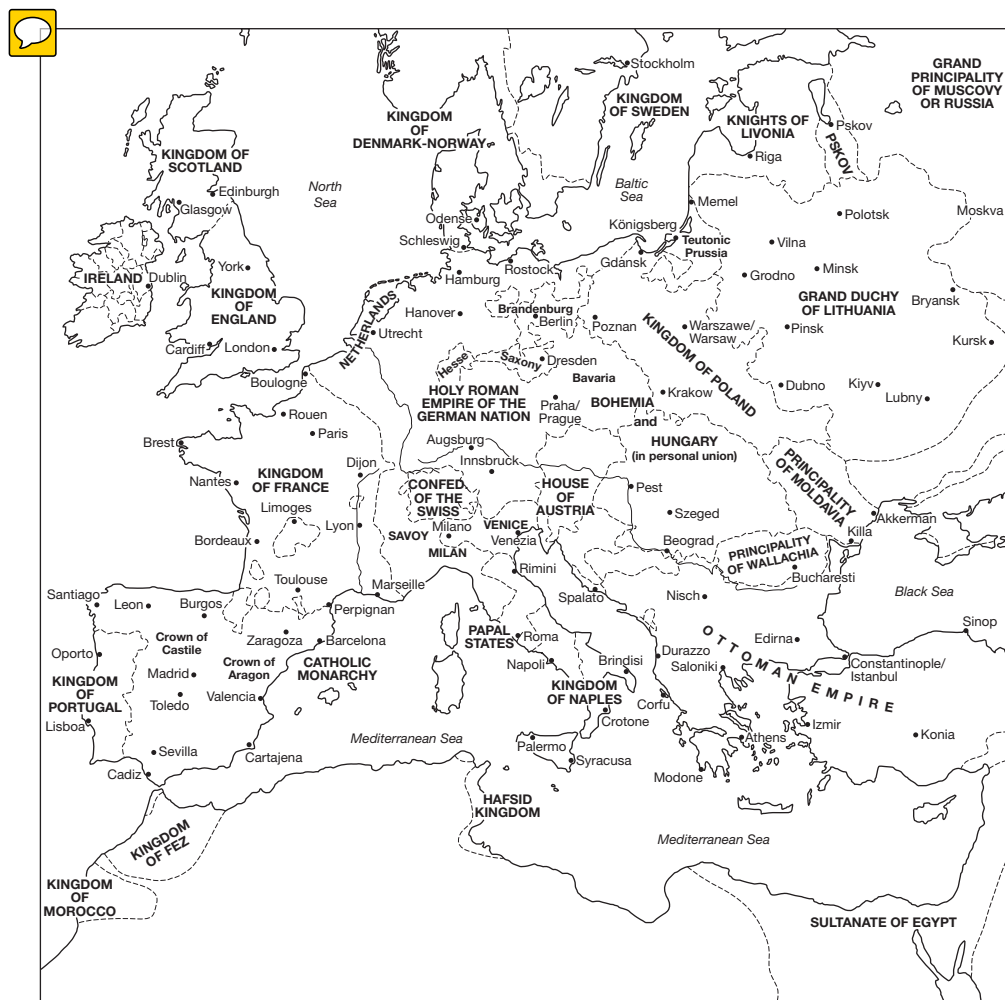 Stockholm
GRAND
PRINCIPALITY
OF MUSCOVY
OR RUSSIA
KINGDOM
OF SWEDEN
KINGDOM
OF
DENMARK-NORWAY
KNIGHTS OF
LIVONIA
Pskov
PSKOV
Riga
KINGDOM OF
SCOTLAND
Edinburgh
Glasgow
North
Sea
Baltic
Sea
Memel
Polotsk
Moskva
Odense
Schleswig
Königsberg
Teutonic
Prussia
Vilna
Gdansk
Rostock
Hamburg
IRELAND
Dublin
York
KINGDOM
OF
ENGLAND
Grodno
Minsk
GRAND DUCHY
OF LITHUANIA
Bryansk
NETHERLANDS
Hanover
Brandenburg
Berlin
Poznan
Warszawe/
Warsaw
Pinsk
Kursk
Utrecht
Cardiff
London
KINGDOM OF POLAND
Hesse
Saxony
Dresden
Boulogne
Bavaria
HOLY ROMAN
EMPIRE OF THE
GERMAN NATION
Praha/
Prague
BOHEMIA
and
HUNGARY
(in personal union)
Krakow
Dubno
Kiyv
Lubny
Rouen
Paris
Brest
Augsburg
Innsbruck
Dijon
Nantes
KINGDOM
OF FRANCE
CONFED.
OF THE
SWISS
HOUSE
OF
AUSTRIA
Pest
PRINCIPALITY
OF MOLDAVIA
Limoges
Szeged
Akkerman
Lyon
SAVOY
Milano
MILAN
VENICE
Venezia
Killa
Bordeaux
Beograd
PRINCIPALITY
OF WALLACHIA
Bucharesti
Rimini
Toulouse
Marseille
Black Sea
Santiago
Leon
Burgos
Perpignan
Spalato
Nisch
Sinop
Zaragoza
Barcelona
Crown of
Castile
PAPAL
STATES
Roma
OTTOMAN EMPIRE
Edirna
Oporto
Crown of
Aragon
CATHOLIC
MONARCHY
Napoli
Brindisi
Durazzo
Saloniki
Constantinople/
Istanbul
KINGDOM
OF
PORTUGAL
Madrid
Toledo
Valencia
KINGDOM
OF NAPLES
Corfu
Lisboa
Crotone
Izmir
Mediterranean Sea
Athens
Konia
Sevilla
Cartajena
Palermo
Syracusa
Cadiz
Modone
HAFSID
KINGDOM
KINGDOM
OF FEZ
Mediterranean Sea
KINGDOM
OF
MOROCCO
SULTANATE OF EGYPT